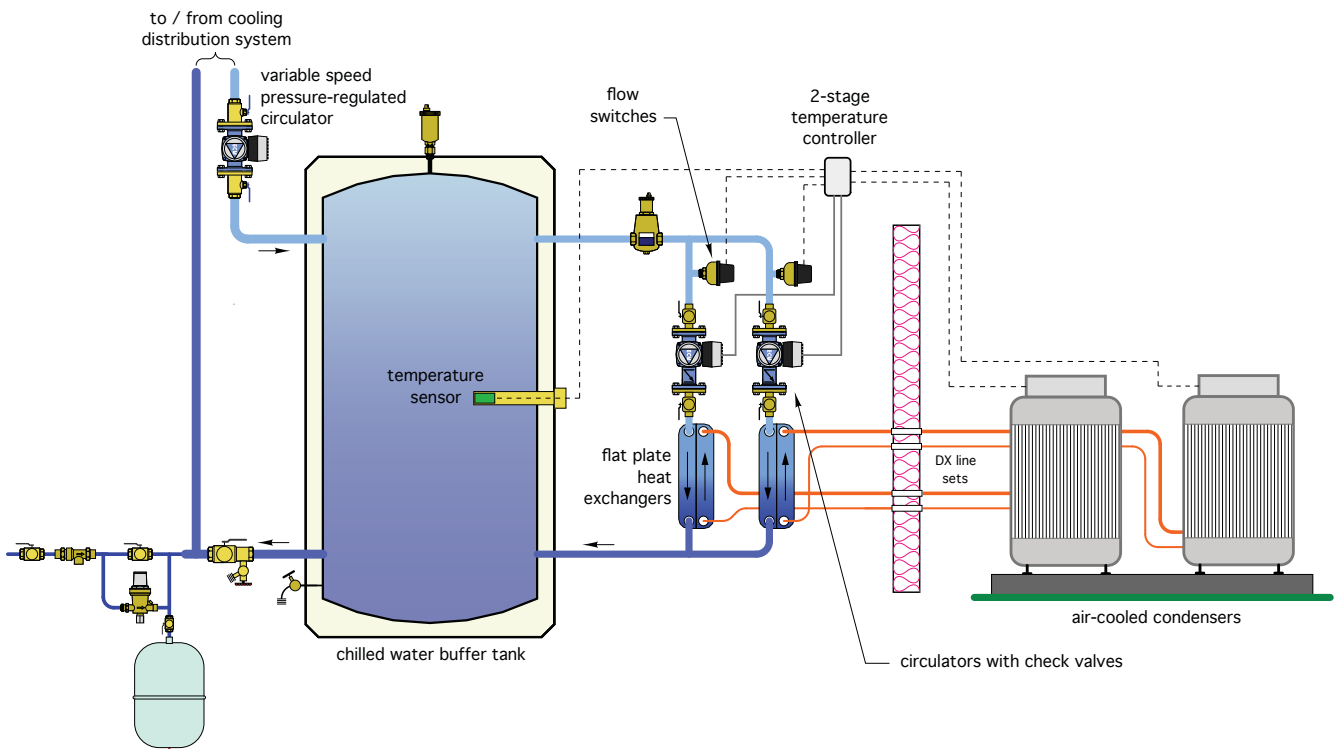 to / from cooling
distribution system
variable speed
pressure-regulated
circulator
flow
switches
2-stage
temperature
controller
temperature
sensor
flat plate
heat
exchangers
DX line
sets
air-cooled condensers
chilled water buffer tank
circulators with check valves